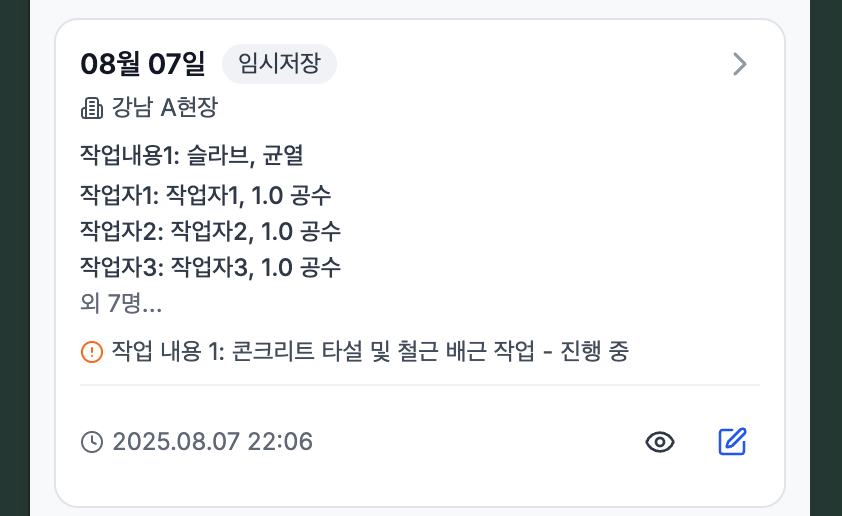 08월 07일 임시저장
강남 A현장
작업내용1: 슬라브, 균열
작업자1: 작업자1, 1.0 공수
작업자2: 작업자2, 1.0 공수
작업자3: 작업자3, 1.0 공수
외 7명...
작업 내용 1: 콘크리트 타설 및 철근 배근 작업 - 진행 중
2025.08.07 22:06